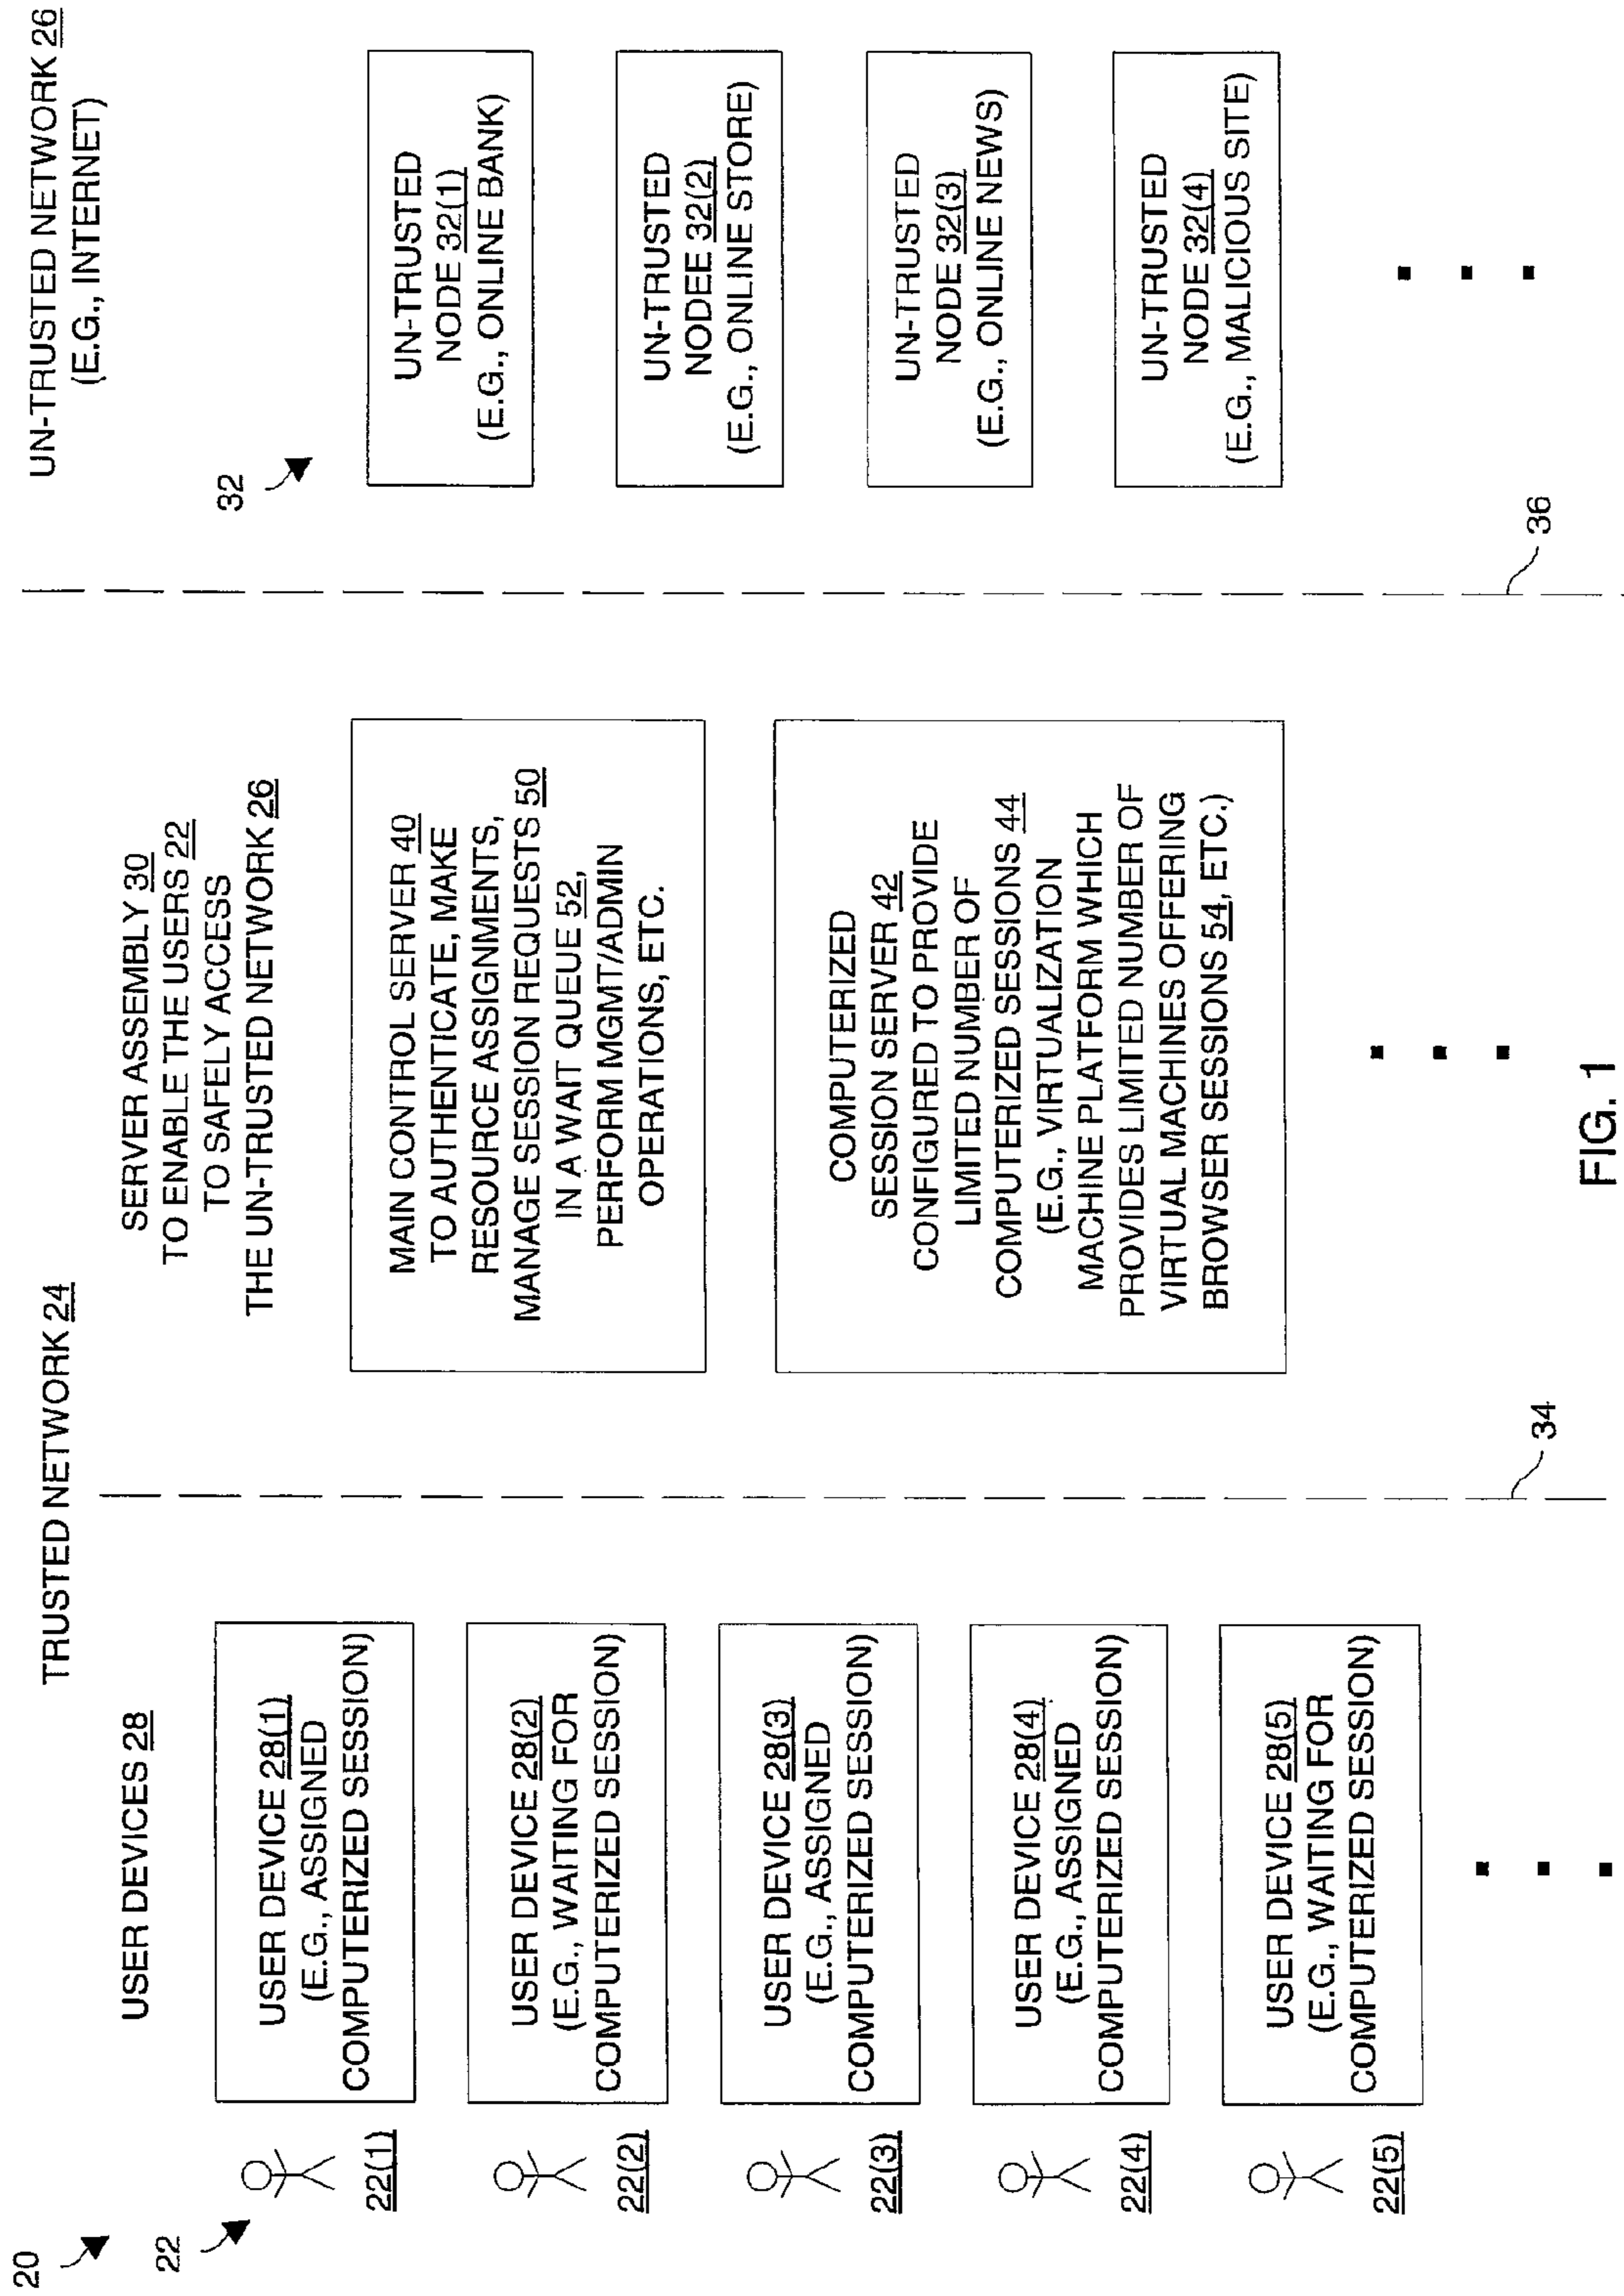 20
TRUSTED NETWORK 24
UN-TRUSTED NETWORK 26
(E.G., INTERNET)
22
USER DEVICES 28
22(1)
USER DEVICE 28(1)
(E.G., ASSIGNED
COMPUTERIZED SESSION)
22(2)
USER DEVICE 28(2)
(E.G., WAITING FOR
COMPUTERIZED SESSION)
22(3)
USER DEVICE 28(3)
(E.G., ASSIGNED
COMPUTERIZED SESSION)
22(4)
USER DEVICE 28(4)
(E.G., ASSIGNED
COMPUTERIZED SESSION)
22(5)
USER DEVICE 28(5)
(E.G., WAITING FOR
COMPUTERIZED SESSION)
34
SERVER ASSEMBLY 30
TO ENABLE THE USERS 22
TO SAFELY ACCESS
THE UN-TRUSTED NETWORK 26
MAIN CONTROL SERVER 40
TO AUTHENTICATE, MAKE
RESOURCE ASSIGNMENTS,
MANAGE SESSION REQUESTS 50
IN A WAIT QUEUE 52,
PERFORM MGMT/ADMIN
OPERATIONS, ETC.
COMPUTERIZED
SESSION SERVER 42
CONFIGURED TO PROVIDE
LIMITED NUMBER OF
COMPUTERIZED SESSIONS 44
(E.G., VIRTUALIZATION
MACHINE PLATFORM WHICH
PROVIDES LIMITED NUMBER OF
VIRTUAL MACHINES OFFERING
BROWSER SESSIONS 54, ETC.)
36
32
UN-TRUSTED
NODE 32(1)
(E.G., ONLINE BANK)
UN-TRUSTED
NODEE 32(2)
(E.G., ONLINE STORE)
UN-TRUSTED
NODE 32(3)
(E.G., ONLINE NEWS)
UN-TRUSTED
NODE 32(4)
(E.G., MALICIOUS SITE)
FIG. 1